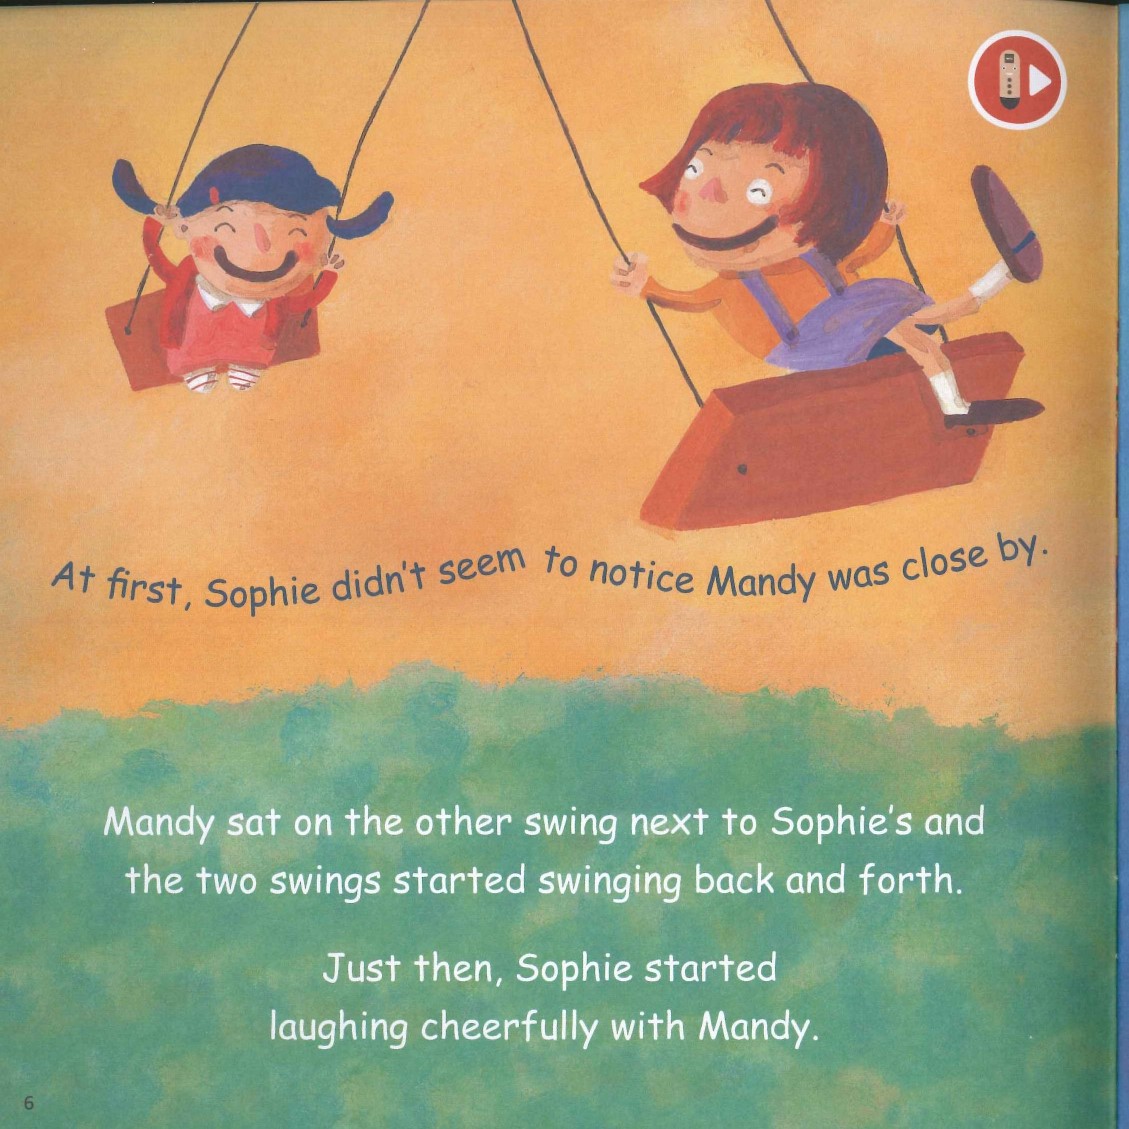 At first, Sophie didn't seem to notice Mandy was close by.
Mandy sat on the other swing next to Sophie's and
the two swings started swinging back and forth.
Just then, Sophie started
laughing cheerfully with Mandy.
6